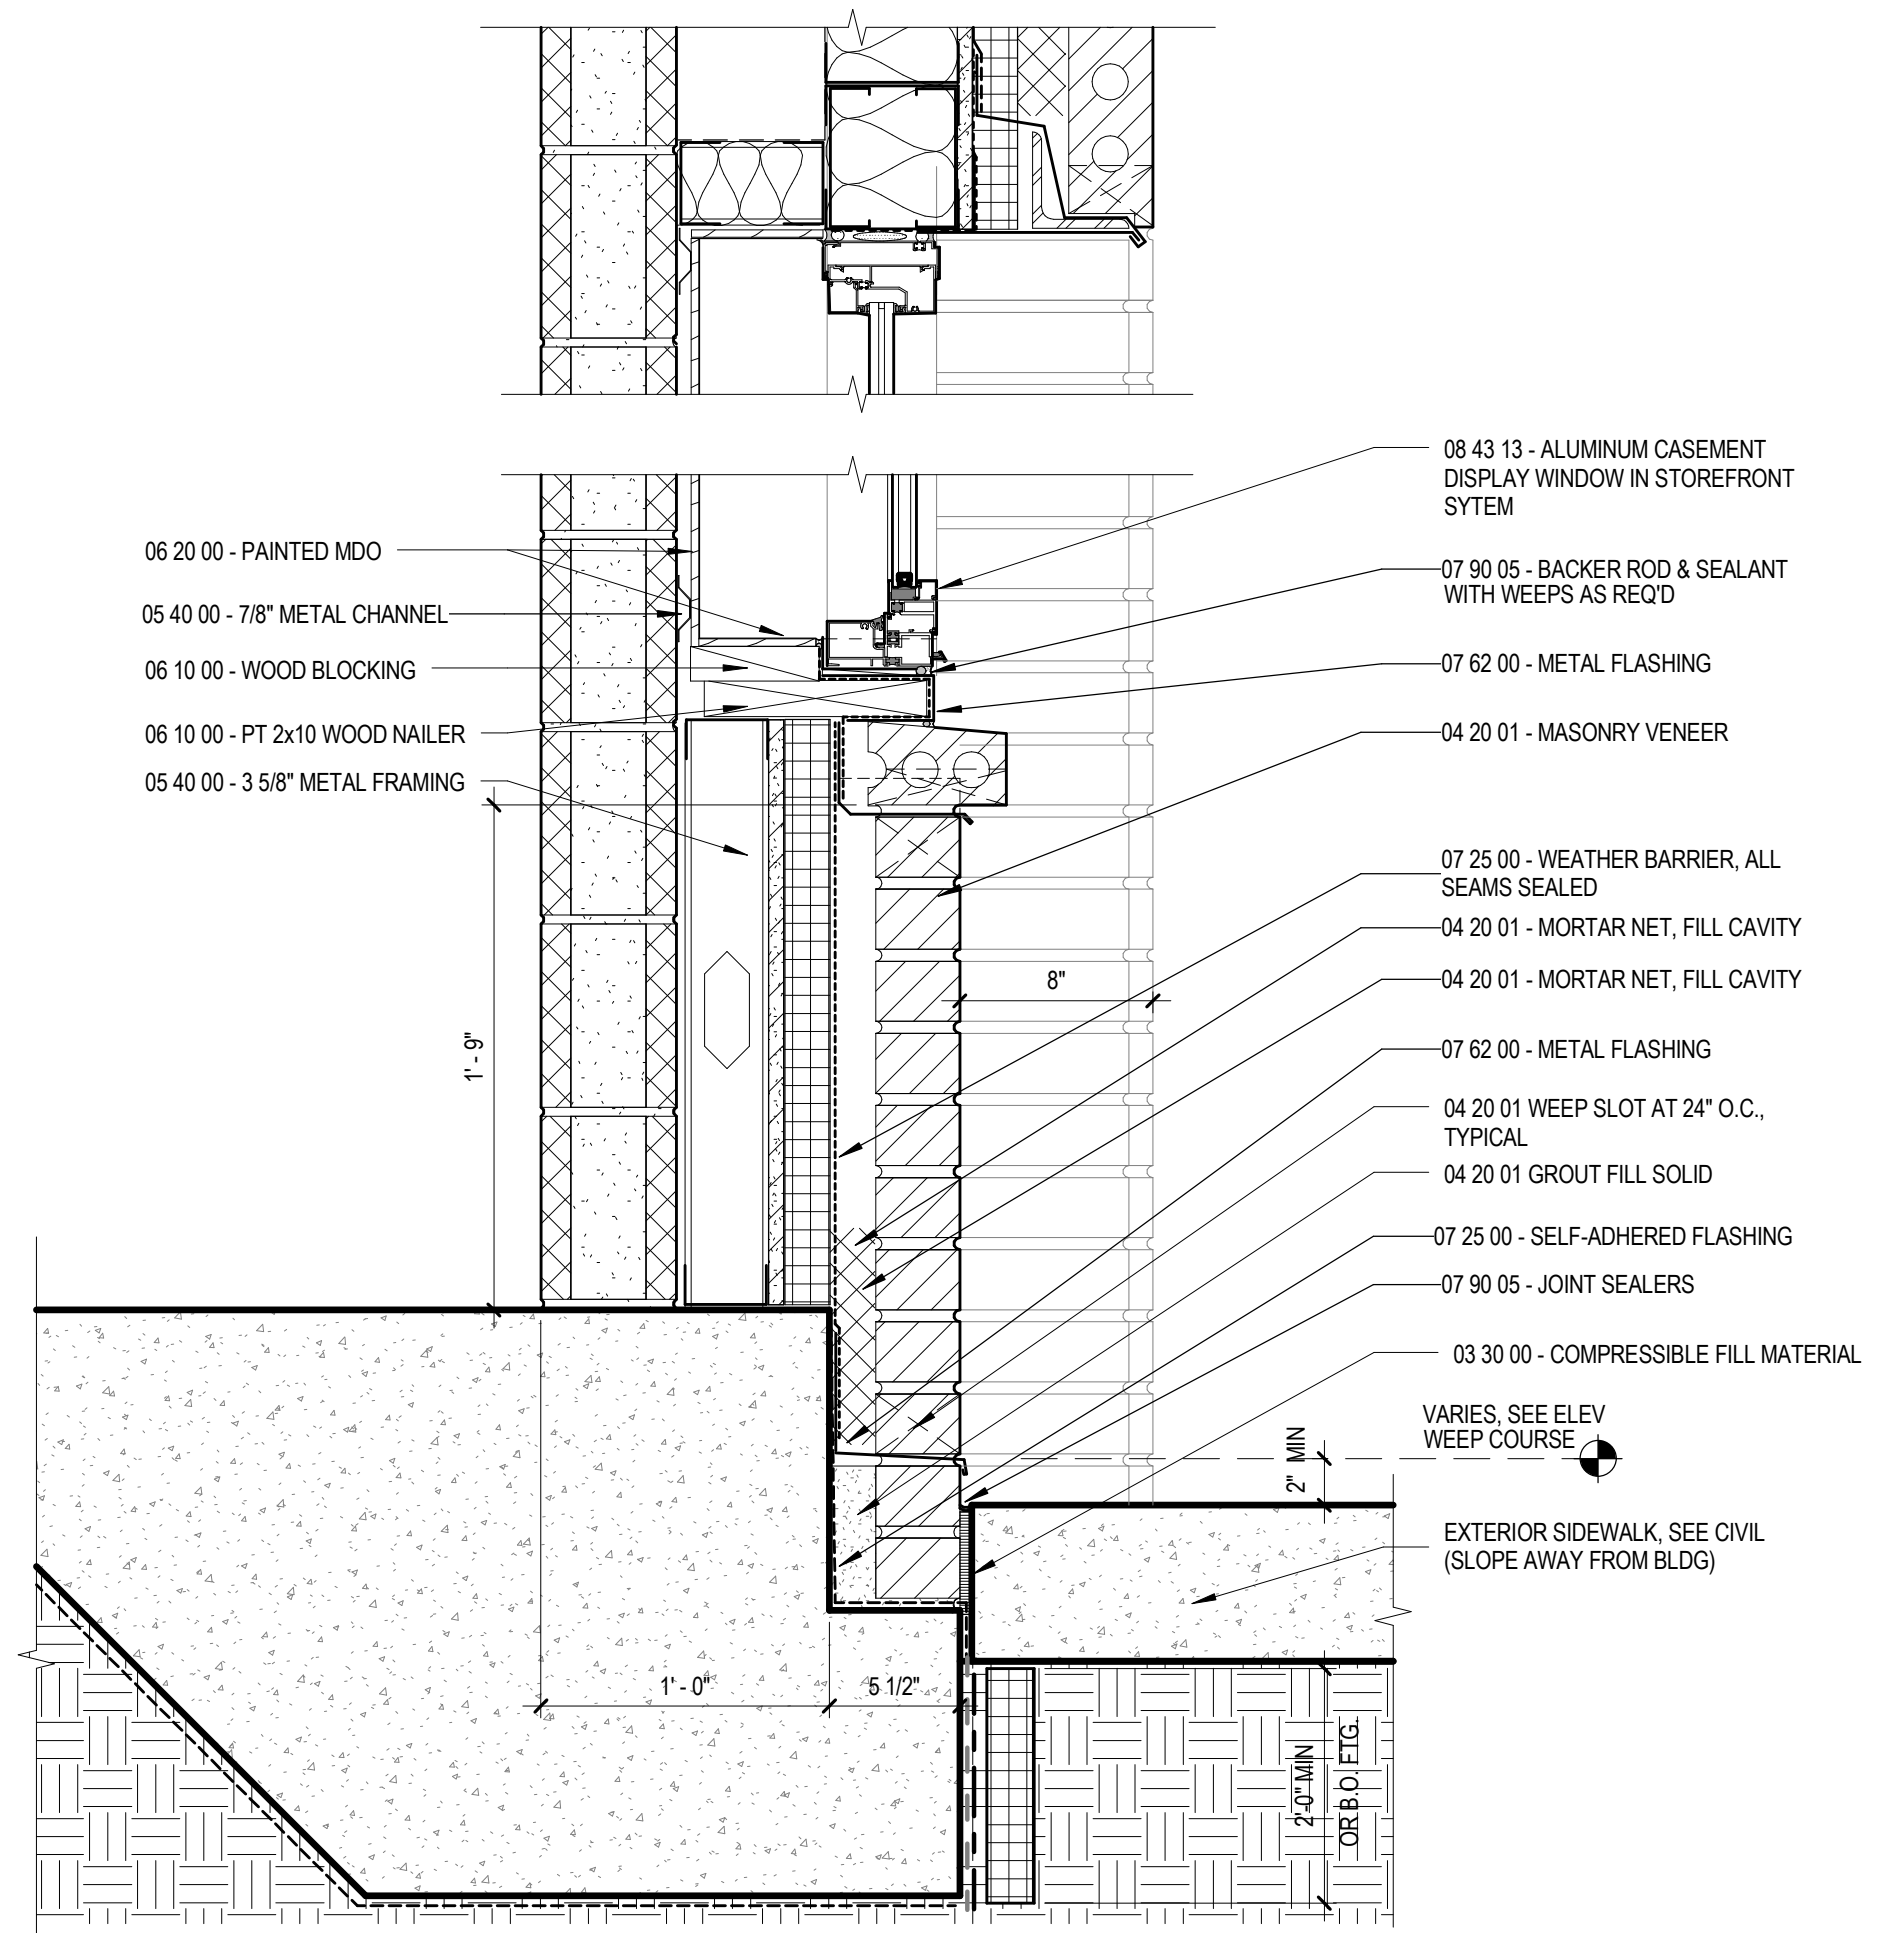 08 43 13 - ALUMINUM CASEMENT
DISPLAY WINDOW IN STOREFRONT
SYTEM
06 20 00 - PAINTED MDO
05 40 00 - 7/8" METAL CHANNEL
06 10 00 - WOOD BLOCKING
06 10 00 - PT 2x10 WOOD NAILER
05 40 00 - 3 5/8" METAL FRAMING
07 90 05 - BACKER ROD & SEALANT
WITH WEEPS AS REQ'D
07 62 00 - METAL FLASHING
04 20 01 - MASONRY VENEER
07 25 00 - WEATHER BARRIER, ALL
SEAMS SEALED
04 20 01 - MORTAR NET, FILL CAVITY
8"
04 20 01 - MORTAR NET, FILL CAVITY
1' - 9"
07 62 00 - METAL FLASHING
04 20 01 WEEP SLOT AT 24" O.C.,
TYPICAL
04 20 01 GROUT FILL SOLID
07 25 00 - SELF-ADHERED FLASHING
07 90 05 - JOINT SEALERS
03 30 00 - COMPRESSIBLE FILL MATERIAL
VARIES, SEE ELEV
WEEP COURSE
2" MIN
EXTERIOR SIDEWALK, SEE CIVIL
(SLOPE AWAY FROM BLDG)
1' - 0"
5 1/2"
2'-0" MIN
OR B.O. FTG.